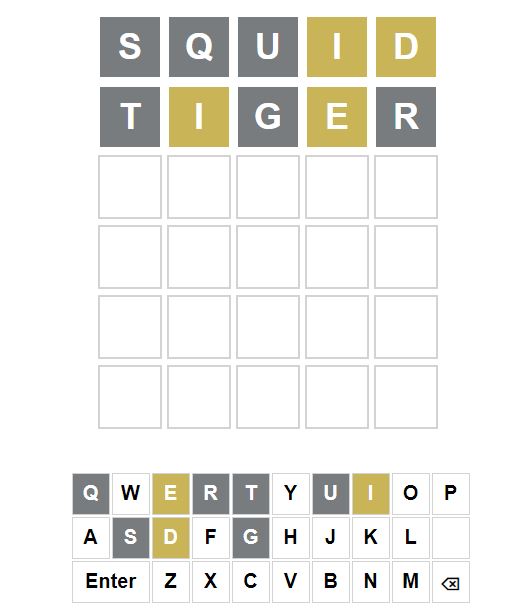 S Q U I D
T I G E R
Q W E R T Y U I O P
A S D F G H J K L
Enter Z X C V B N M